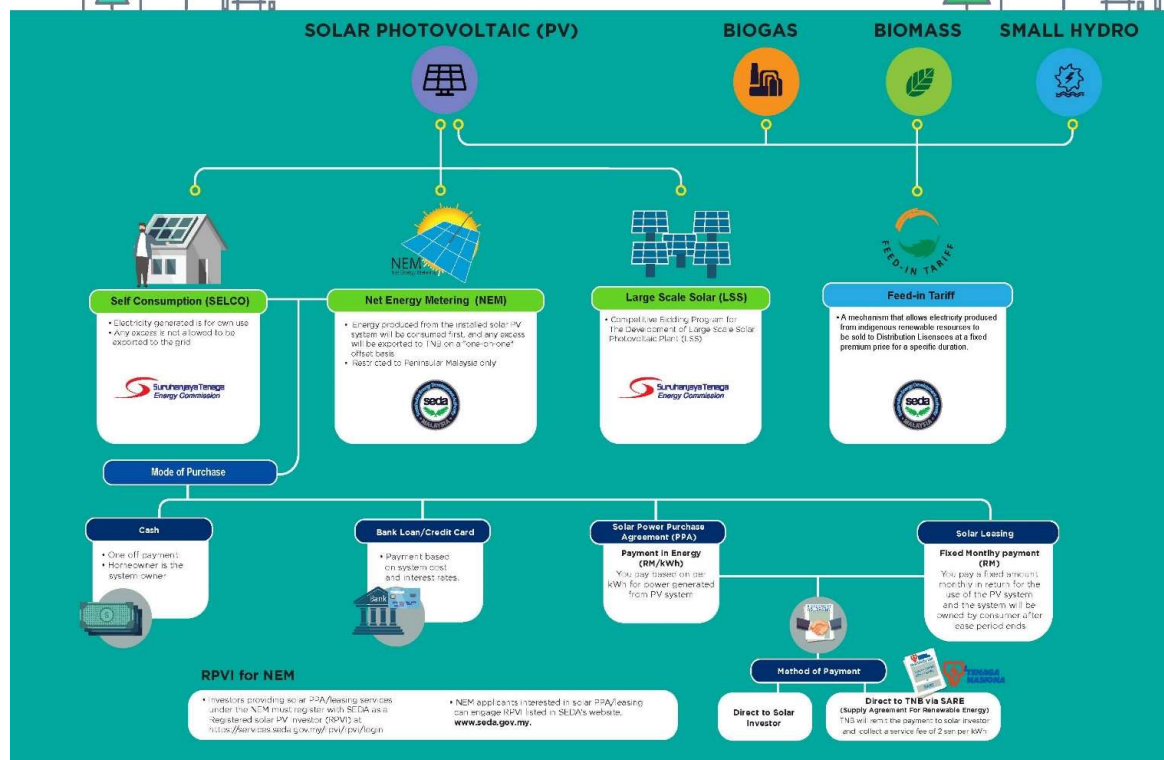 SOLAR PHOTOVOLTAIC (PV)
BIOGAS
BIOMASS
SMALL HYDRO
NEM
Net Energy Metering
FEED-IN TARIFF
Self Consumption (SELCO)
• Electricity generated is for own use
• Any excess is not allowed to be
exported to the grid
Suruhanjaya Tenaga
Energy Commission
Net Energy Metering (NEM)
• Energy produced from the installed solar PV
system will be consumed first, and any excess
will be exported to TNB on a "one-on-one"
offset basis
• Restricted to Peninsular Malaysia only
seda
MALAYSIA
Large Scale Solar (LSS)
• Competitive Bidding Program for
The Development of Large Scale Solar
Photovoltaic Plant (LSS)
Suruhanjaya Tenaga
Energy Commission
Feed-in Tariff
• A mechanism that allows electricity produced
from indigenous renewable resources to
be sold to Distribution Lisensees at a fixed
premium price for a specific duration.
seda
MALAYSIA
Mode of Purchase
Cash
• One off payment
• Homeowner is the
system owner
Bank Loan/Credit Card
• Payment based
on system cost
and interest rates.
Bank
Solar Power Purchase
Agreement (PPA)
Payment in Energy
(RM/kWh)
You pay based on per
kWh for power generated
from PV system
Solar Leasing
Fixed Montlhy payment
(RM)
You pay a fixed amount
monthly in return for the
use of the PV system
and the system will be
owned by consumer after
ease period ends
Method of Payment
TENAGA
NASIONAL
Direct to Solar
Investor
Direct to TNB via SARE
(Supply Agreement For Renewable Energy)
TNB will remit the payment to solar investor
and collect a service fee of 2 sen per kWh
RPVI for NEM
• Investors providing solar PPA/leasing services
under the NEM must register with SEDA as a
Registered solar PV Investor (RPVI) at
https://services.seda.gov.my/rpvi/rpvi/login
• NEM applicants interested in solar PPA/leasing
can engage RPVI listed in SEDA's website,
www.seda.gov.my.